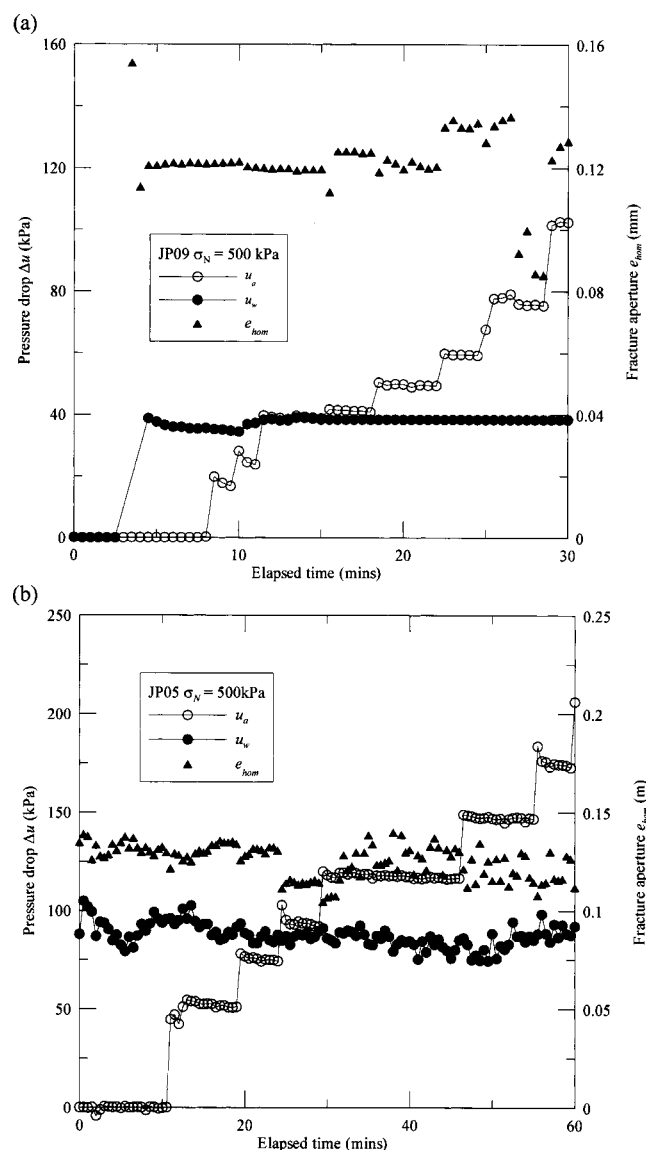 (a)
160
120
80
40
0
Pressure drop Δu (kPa)
0.16
0.12
0.08
0.04
0
Fracture aperture e_hom (mm)
JP09 σ_N = 500 kPa
u_a
u_w
e_hom
0 10 20 30
Elapsed time (mins)
(b)
250
200
150
100
50
0
Pressure drop Δu (kPa)
0.25
0.2
0.15
0.1
0.05
0
Fracture aperture e_hom (m)
JP05 σ_N = 500kPa
u_a
u_w
e_hom
0 20 40 60
Elapsed time (mins)